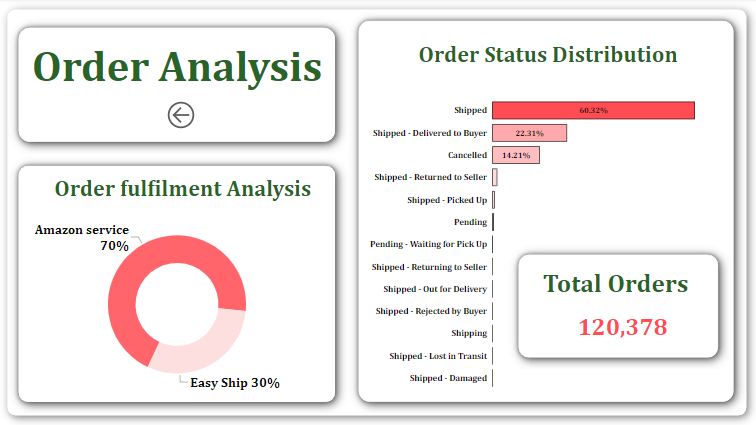 Order Analysis
Order fulfilment Analysis
Amazon service
70%
Easy Ship 30%
Order Status Distribution
Shipped
60.32%
Shipped - Delivered to Buyer
22.31%
Cancelled
14.21%
Shipped - Returned to Seller
Shipped - Picked Up
Pending
Pending - Waiting for Pick Up
Shipped - Returning to Seller
Shipped - Out for Delivery
Shipped - Rejected by Buyer
Shipping
Shipped - Lost in Transit
Shipped - Damaged
Total Orders
120,378